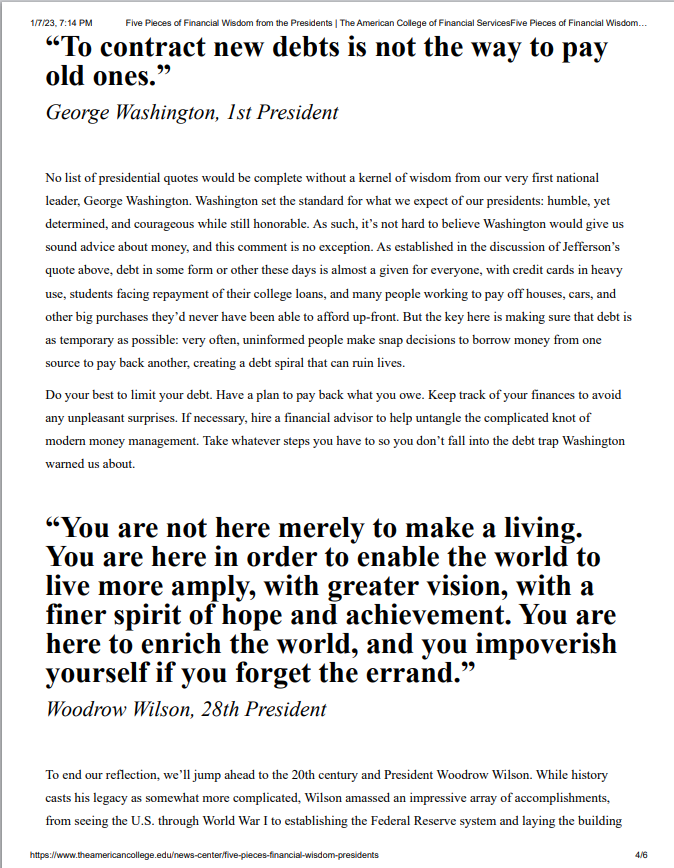 1/7/23, 7:14 PM Five Pieces of Financial Wisdom from the Presidents | The American College of Financial ServicesFive Pieces of Financial Wisdom…
“To contract new debts is not the way to pay
old ones.”
George Washington, 1st President
No list of presidential quotes would be complete without a kernel of wisdom from our very first national
leader, George Washington. Washington set the standard for what we expect of our presidents: humble, yet
determined, and courageous while still honorable. As such, it’s not hard to believe Washington would give us
sound advice about money, and this comment is no exception. As established in the discussion of Jefferson’s
quote above, debt in some form or other these days is almost a given for everyone, with credit cards in heavy
use, students facing repayment of their college loans, and many people working to pay off houses, cars, and
other big purchases they’d never have been able to afford up-front. But the key here is making sure that debt is
as temporary as possible: very often, uninformed people make snap decisions to borrow money from one
source to pay back another, creating a debt spiral that can ruin lives.
Do your best to limit your debt. Have a plan to pay back what you owe. Keep track of your finances to avoid
any unpleasant surprises. If necessary, hire a financial advisor to help untangle the complicated knot of
modern money management. Take whatever steps you have to so you don’t fall into the debt trap Washington
warned us about.
“You are not here merely to make a living.
You are here in order to enable the world to
live more amply, with greater vision, with a
finer spirit of hope and achievement. You are
here to enrich the world, and you impoverish
yourself if you forget the errand.”
Woodrow Wilson, 28th President
To end our reflection, we’ll jump ahead to the 20th century and President Woodrow Wilson. While history
casts his legacy as somewhat more complicated, Wilson amassed an impressive array of accomplishments,
from seeing the U.S. through World War I to establishing the Federal Reserve system and laying the building
https://www.theamericancollege.edu/news-center/five-pieces-financial-wisdom-presidents 4/6